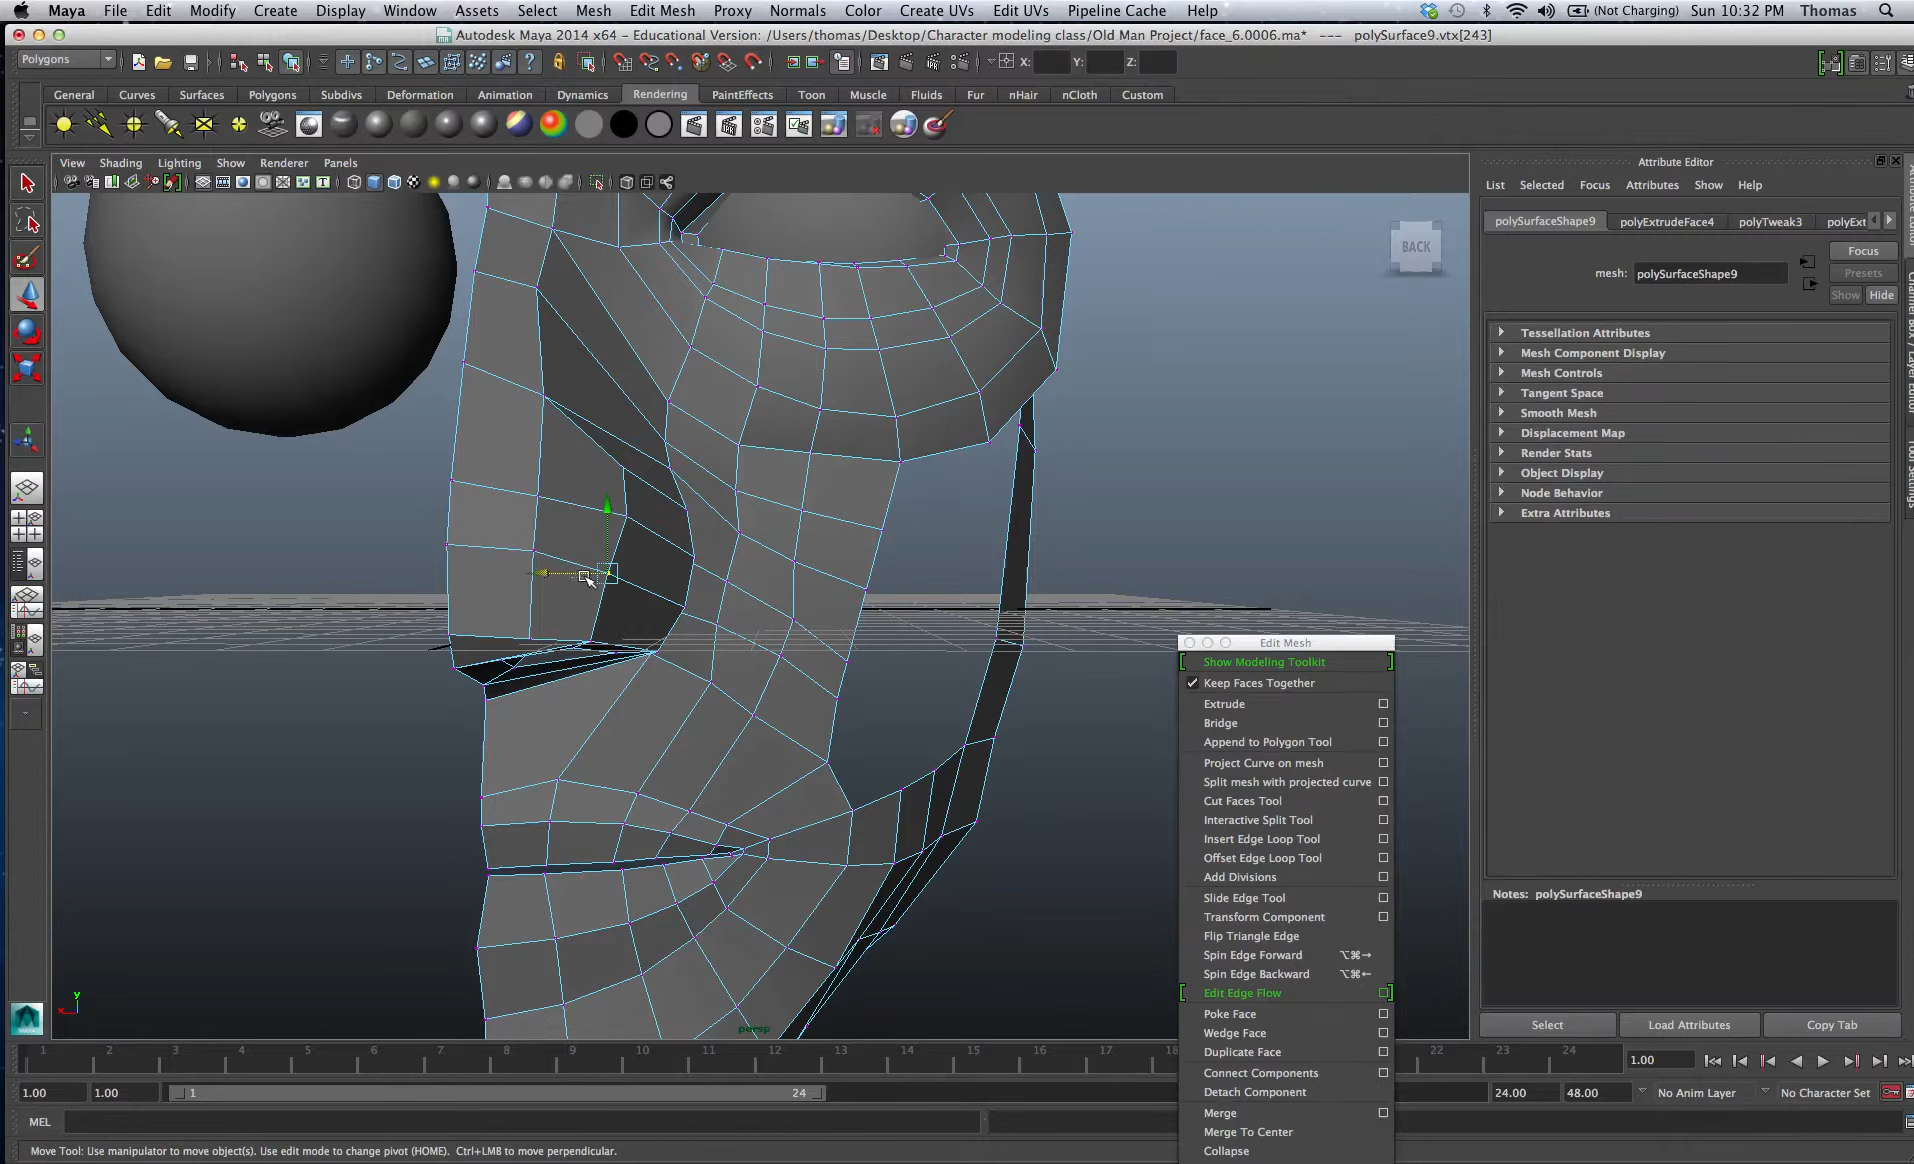 Maya File Edit Modify Create Display Window Assets Select Mesh Edit Mesh Proxy Normals Color Create UVs Edit UVs Pipeline Cache Help (Not Charging) Sun 10:32 PM Thomas
Autodesk Maya 2014 x64 - Educational Version: /Users/thomas/Desktop/Character modeling class/Old Man Project/face_6.0006.ma* --- polySurface9.vtx[243]
Polygons X: Y: Z:
General Curves Surfaces Polygons Subdivs Deformation Animation Dynamics Rendering PaintEffects Toon Muscle Fluids Fur nHair nCloth Custom
View Shading Lighting Show Renderer Panels
BACK
persp
y
x
Attribute Editor
List Selected Focus Attributes Show Help
polySurfaceShape9 polyExtrudeFace4 polyTweak3 polyExt
Focus
mesh: polySurfaceShape9 Presets
Show Hide
Tessellation Attributes
Mesh Component Display
Mesh Controls
Tangent Space
Smooth Mesh
Displacement Map
Render Stats
Object Display
Node Behavior
Extra Attributes
Notes: polySurfaceShape9
Select Load Attributes Copy Tab
Edit Mesh
Show Modeling Toolkit
Keep Faces Together
Extrude
Bridge
Append to Polygon Tool
Project Curve on mesh
Split mesh with projected curve
Cut Faces Tool
Interactive Split Tool
Insert Edge Loop Tool
Offset Edge Loop Tool
Add Divisions
Slide Edge Tool
Transform Component
Flip Triangle Edge
Spin Edge Forward ⌥⌘→
Spin Edge Backward ⌥⌘←
Edit Edge Flow
Poke Face
Wedge Face
Duplicate Face
Connect Components
Detach Component
Merge
Merge To Center
Collapse
1 2 3 4 5 6 7 8 9 10 11 12 13 14 15 16 17 18 22 23 24 1.00
1.00 1.00 1 24 24.00 48.00 No Anim Layer No Character Set
MEL
Move Tool: Use manipulator to move object(s). Use edit mode to change pivot (HOME). Ctrl+LMB to move perpendicular.